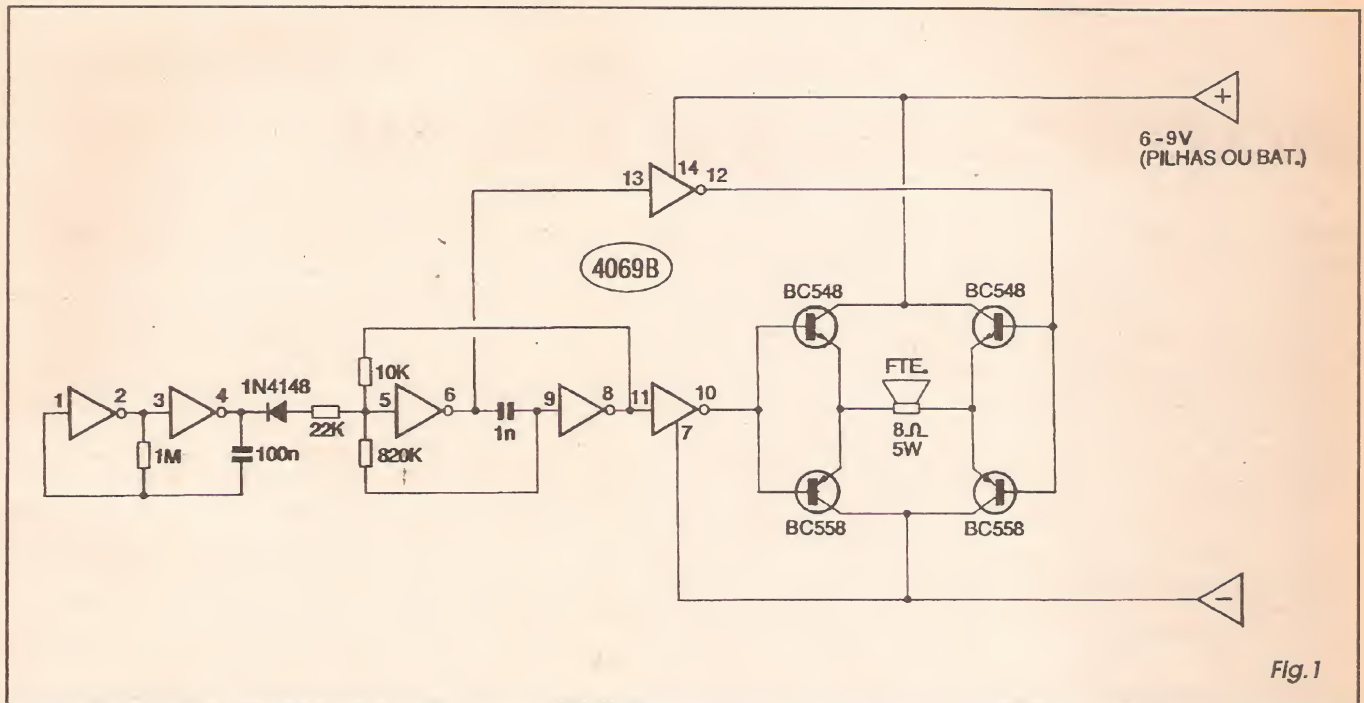 +
6-9V
(PILHAS OU BAT.)
13
14
12
4069B
BC548
BC548
FTE.
8Ω
5W
BC558
BC558
1
2
3
4
1N4148
22K
1M
100n
10K
5
6
820K
1n
9
8
11
10
7
-
Fig.1